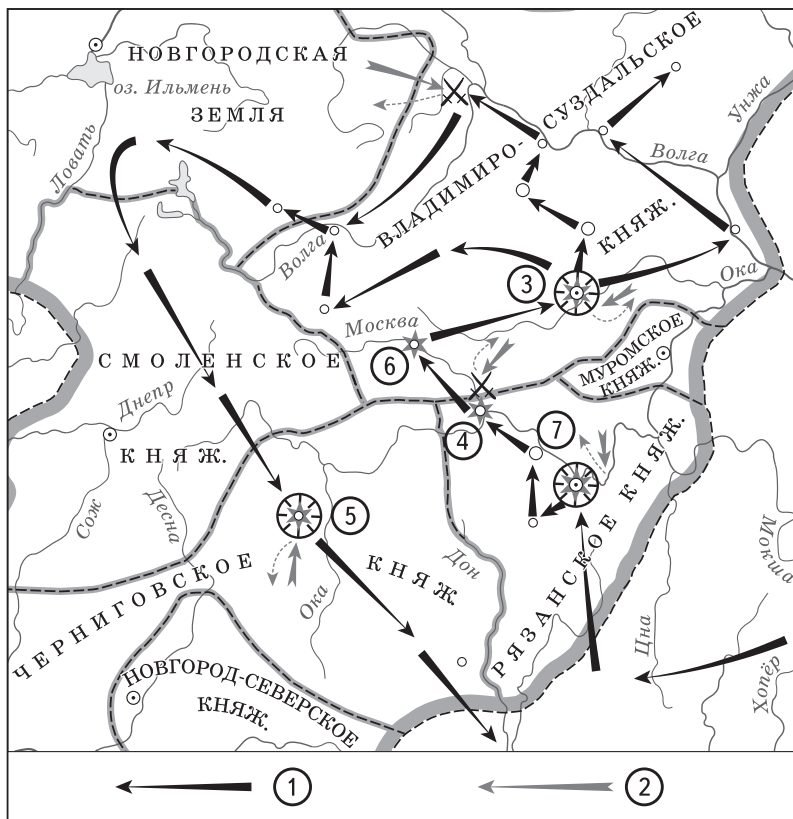 НОВГОРОДСКАЯ
ЗЕМЛЯ
оз. Ильмень
Ловать
ВЛАДИМИРО-СУЗДАЛЬСКОЕ
КНЯЖ.
Унжа
Волга
Волга
Ока
3
Москва
6
МУРОМСКОЕ
КНЯЖ.
СМОЛЕНСКОЕ
КНЯЖ.
Днепр
4
7
Сож
Десна
5
Дон
РЯЗАНСКОЕ КНЯЖ.
Мокша
Цна
Хопёр
ЧЕРНИГОВСКОЕ
КНЯЖ.
Ока
НОВГОРОД-СЕВЕРСКОЕ
КНЯЖ.
1
2